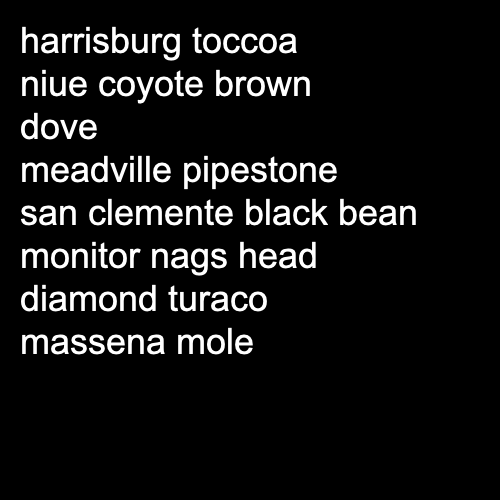 harrisburg toccoa
niue coyote brown
dove
meadville pipestone
san clemente black bean
monitor nags head
diamond turaco
massena mole